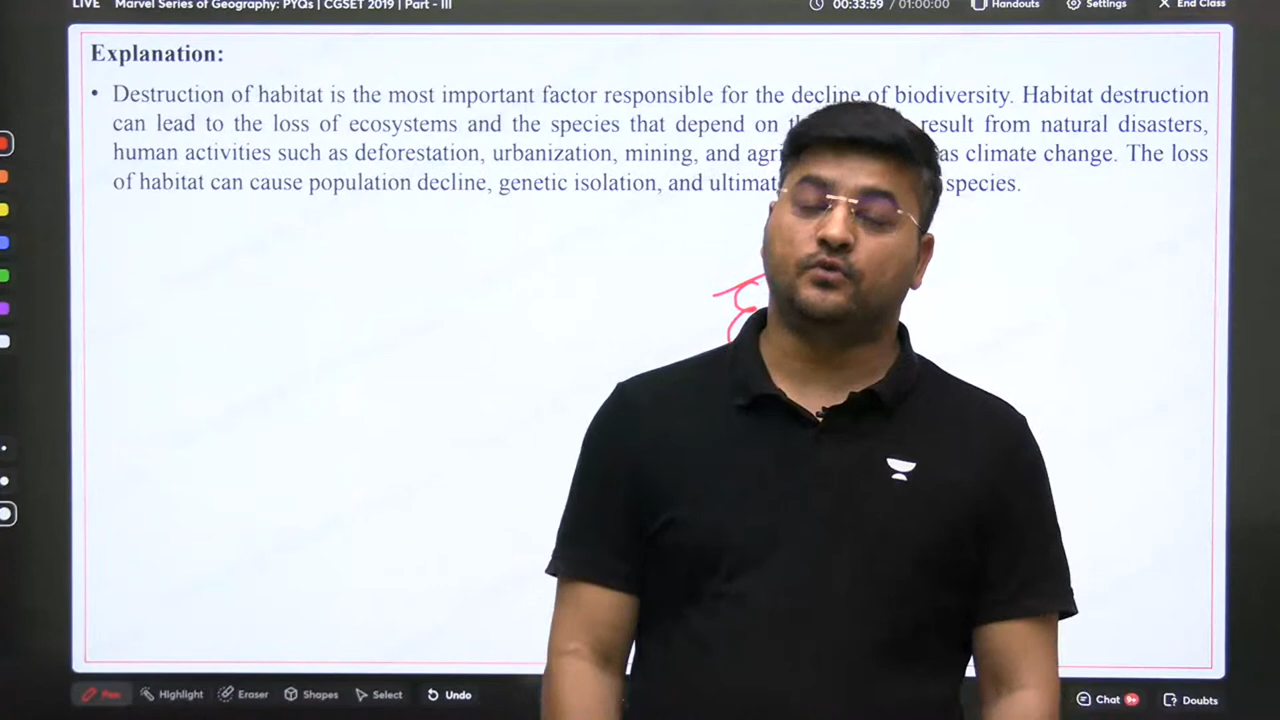 LIVE Marvel Series of Geography: PYQs | CGSET 2019 | Part - III 00:33:59 / 01:00:00 Handouts Settings End Class
Explanation:
• Destruction of habitat is the most important factor responsible for the decline of biodiversity. Habitat destruction
can lead to the loss of ecosystems and the species that depend on result from natural disasters,
human activities such as deforestation, urbanization, mining, and as climate change. The loss
of habitat can cause population decline, genetic isolation, and species.
Pen Highlight Eraser Shapes Select Undo Chat 9+ Doubts